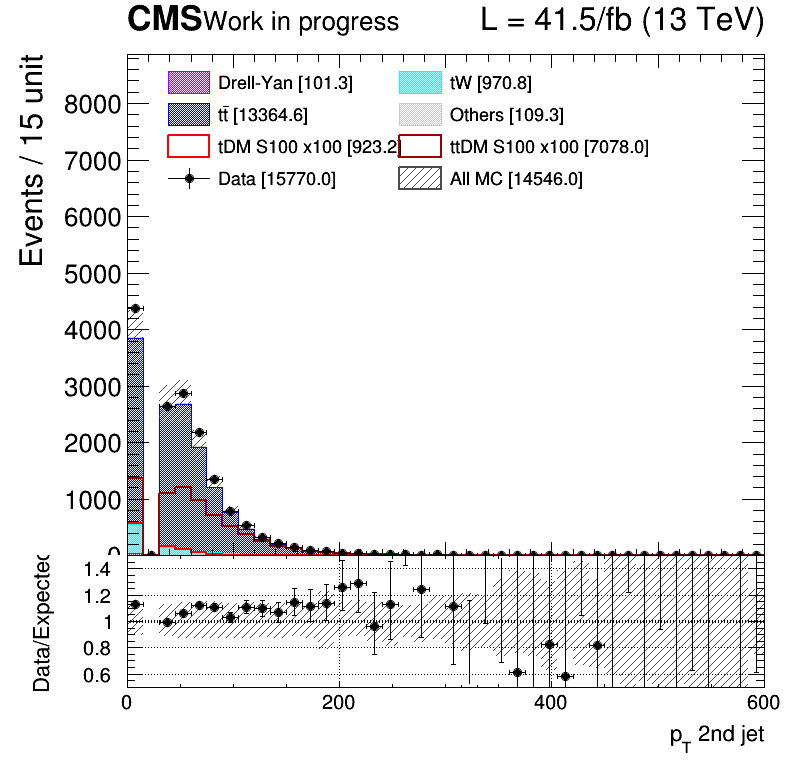 CMS Work in progress L = 41.5/fb (13 TeV)
Events / 15 unit
Drell-Yan [101.3] tW [970.8]
tt̄ [13364.6] Others [109.3]
tDM S100 x100 [923.2] ttDM S100 x100 [7078.0]
Data [15770.0] All MC [14546.0]
8000
7000
6000
5000
4000
3000
2000
1000
0
Data/Expected
1.4
1.2
1
0.8
0.6
0 200 400 600
pT 2nd jet